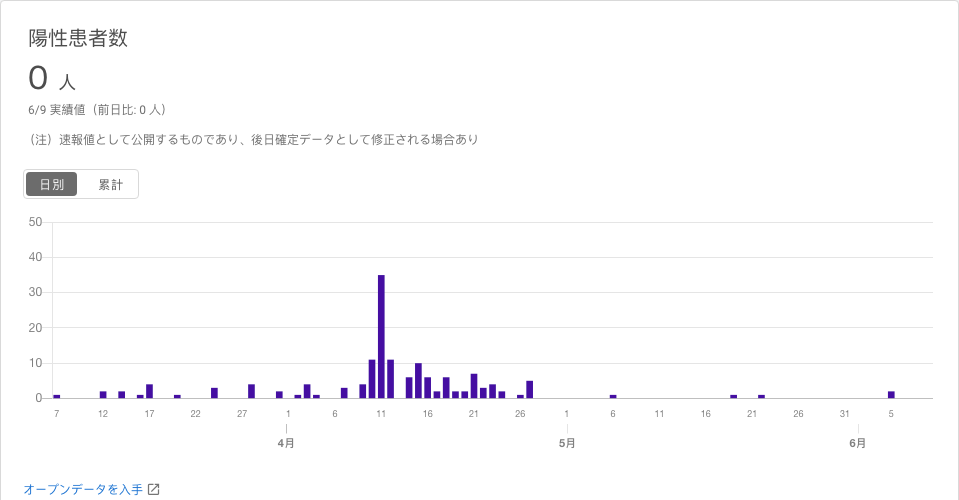 陽性患者数
0 人
6/9 実績値（前日比: 0 人）
（注）速報値として公開するものであり、後日確定データとして修正される場合あり
日別 累計
50
40
30
20
10
0
7 12 17 22 27 1 6 11 16 21 26 1 6 11 16 21 26 31 5
4月 5月 6月
オープンデータを入手